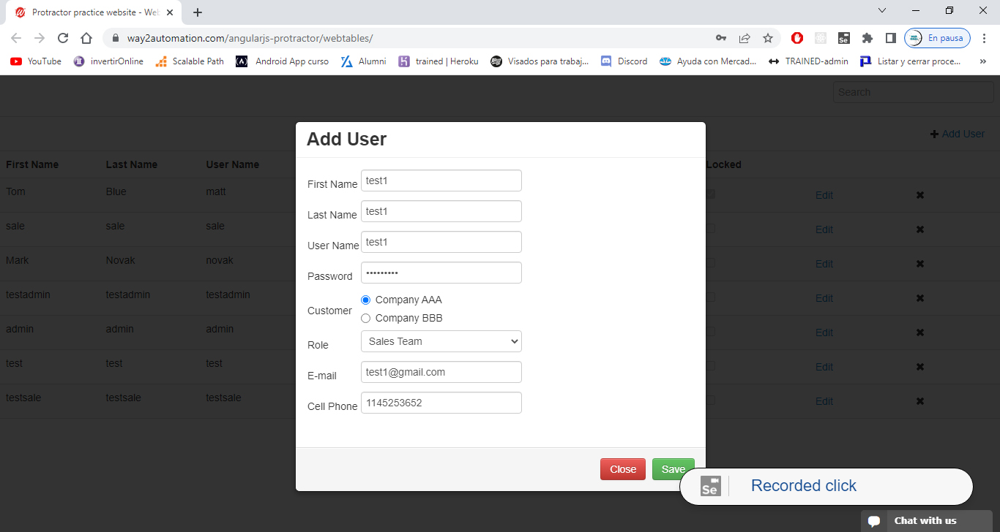 Protractor practice website - Web
way2automation.com/angularjs-protractor/webtables/
En pausa
YouTube
invertirOnline
Scalable Path
Android App curso
Alumni
trained | Heroku
Visados para trabaj...
Discord
Ayuda con Mercad...
TRAINED-admin
Listar y cerrar proce...
»
Search
Add User
First Name Last Name User Name Locked
Tom Blue matt Edit
sale sale sale Edit
Mark Novak novak Edit
testadmin testadmin testadmin Edit
admin admin admin Edit
test test test Edit
testsale testsale testsale Edit
Add User
First Name test1
Last Name test1
User Name test1
Password •••••••••
Customer
Company AAA
Company BBB
Role Sales Team
E-mail test1@gmail.com
Cell Phone 1145253652
Close Save
Se Recorded click
Chat with us